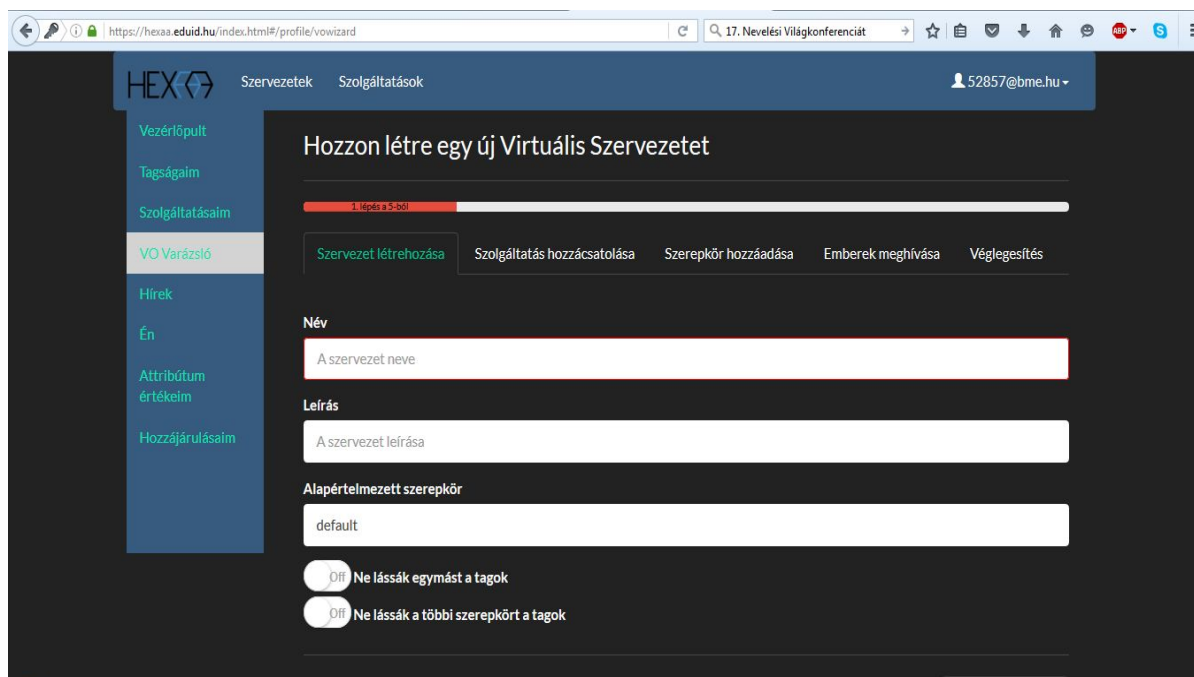 https://hexaa.eduid.hu/index.html#/profile/vowizard
17. Nevelési Világkonferenciát
ABP
HEX
Szervezetek
Szolgáltatások
52857@bme.hu
Vezérlőpult
Tagságaim
Szolgáltatásaim
VO Varázsló
Hírek
Én
Attribútum
értékeim
Hozzájárulásaim
Hozzon létre egy új Virtuális Szervezetet
1. lépés a 5-ból
Szervezet létrehozása
Szolgáltatás hozzácsatolása
Szerepkör hozzáadása
Emberek meghívása
Véglegesítés
Név
A szervezet neve
Leírás
A szervezet leírása
Alapértelmezett szerepkör
default
Off Ne lássák egymást a tagok
Off Ne lássák a többi szerepkört a tagok